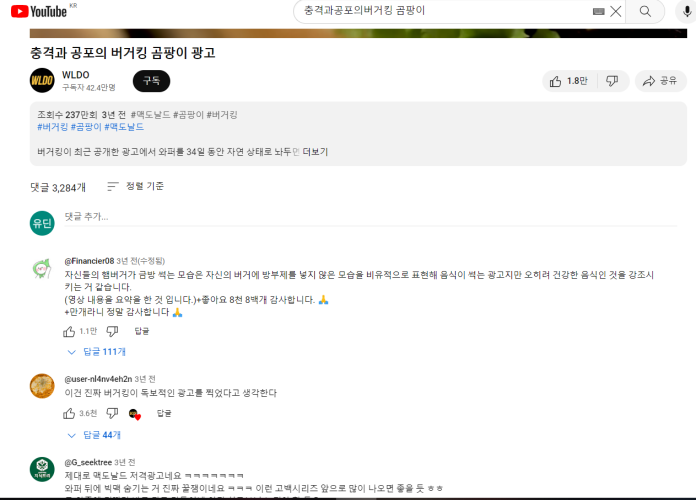 YouTube KR
충격과공포의버거킹 곰팡이
충격과 공포의 버거킹 곰팡이 광고
WLDO
WLDO
구독자 42.4만명
구독
1.8만
공유
조회수 237만회 3년 전 #맥도날드 #곰팡이 #버거킹
#버거킹 #곰팡이 #맥도날드
버거킹이 최근 공개한 광고에서 와퍼를 34일 동안 자연 상태로 놔두면 더보기
댓글 3,284개
정렬 기준
유딘
댓글 추가...
@Financier08 3년 전(수정됨)
자신들의 햄버거가 금방 썩는 모습은 자신의 버거에 방부제를 넣지 않은 모습을 비유적으로 표현해 음식이 썩는 광고지만 오히려 건강한 음식인 것을 강조시
키는 거 같습니다.
(영상 내용을 요약을 한 것 입니다.)+좋아요 8천 8백개 감사합니다. 🙏
+만개라니 정말 감사합니다 🙏
1.1만
답글
답글 111개
@user-nl4nv4eh2n 3년 전
이건 진짜 버거킹이 독보적인 광고를 찍었다고 생각한다
3.6천
답글
답글 44개
@G_seektree 3년 전
제대로 맥도날드 저격광고네요 ㅋㅋㅋㅋㅋㅋㅋ
와퍼 뒤에 빅맥 숨기는 거 진짜 꿀잼이네요 ㅋㅋㅋ 이런 고백시리즈 앞으로 많이 나오면 좋을 듯 ㅎㅎ